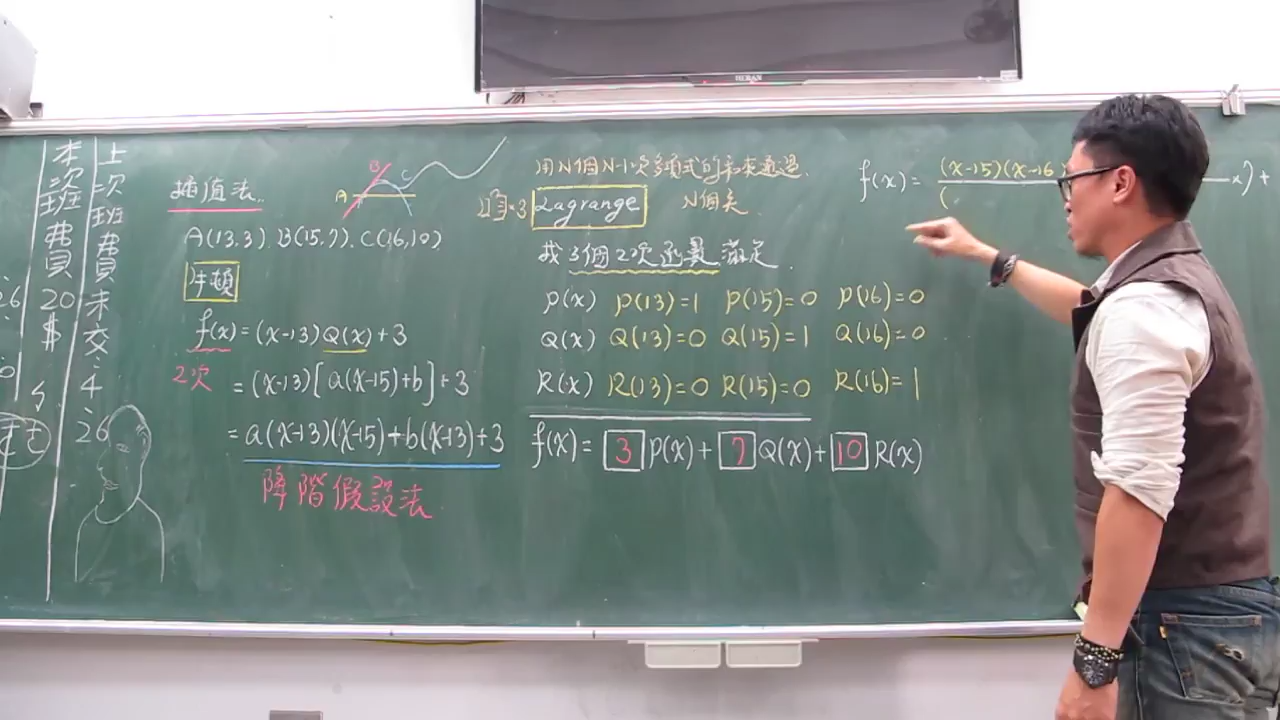 HERAN
上次班費未交4
26
本次班費20$
26
插值法..
A(13.3). B(15.7). C(16,10)
牛頓
f(x)=(x-13)Q(x)+3
2次 =(x-13)[a(x-15)+b]+3
=a(x-13)(x-15)+b(x-13)+3
降階假設法
A B C
用N個N-1次多項式的和來通過
Lagrange N個點
找3個2次函數滿足.
P(x) P(13)=1 P(15)=0 P(16)=0
Q(x) Q(13)=0 Q(15)=1 Q(16)=0
R(x) R(13)=0 R(15)=0 R(16)=1
f(x)= 3 P(x)+ 7 Q(x)+ 10 R(x)
f(x)= (x-15)(x-16
(
x)+